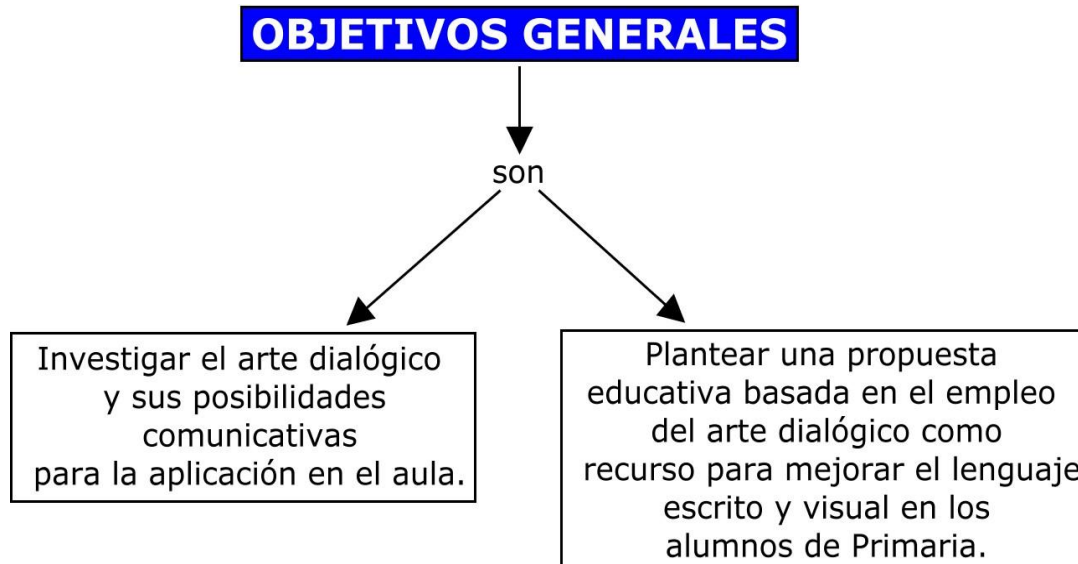 OBJETIVOS GENERALES
son
Investigar el arte dialógico
y sus posibilidades
comunicativas
para la aplicación en el aula.
Plantear una propuesta
educativa basada en el empleo
del arte dialógico como
recurso para mejorar el lenguaje
escrito y visual en los
alumnos de Primaria.